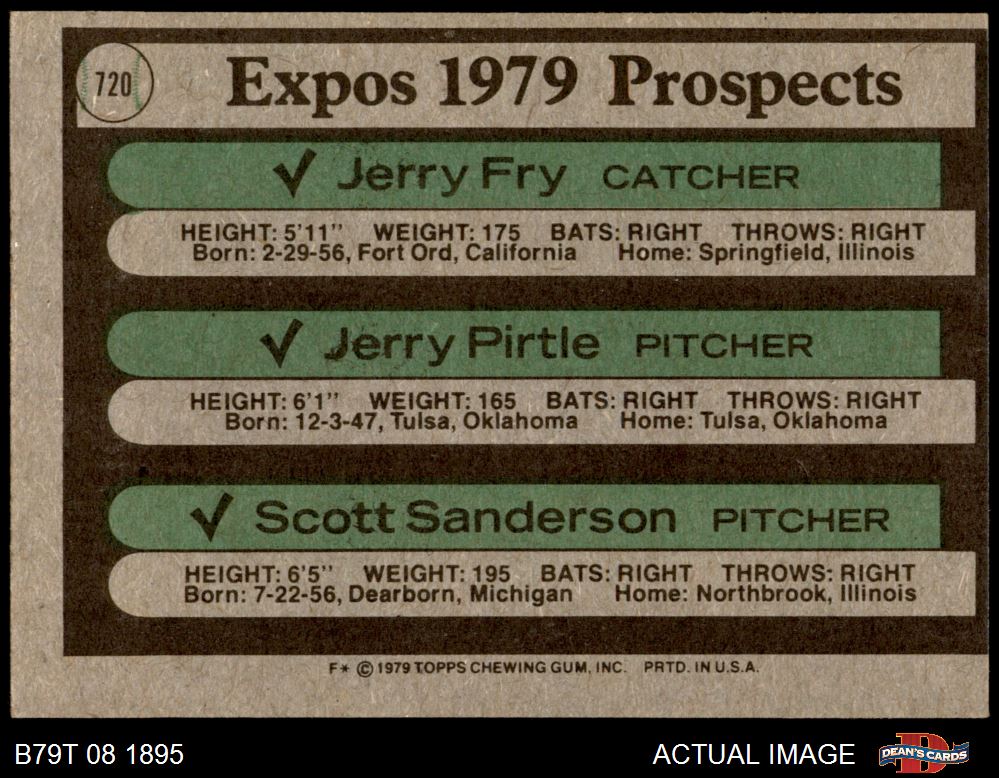 720
Expos 1979 Prospects
✓ Jerry Fry CATCHER
HEIGHT: 5'11" WEIGHT: 175 BATS: RIGHT THROWS: RIGHT
Born: 2-29-56, Fort Ord, California Home: Springfield, Illinois
✓ Jerry Pirtle PITCHER
HEIGHT: 6'1" WEIGHT: 165 BATS: RIGHT THROWS: RIGHT
Born: 12-3-47, Tulsa, Oklahoma Home: Tulsa, Oklahoma
✓ Scott Sanderson PITCHER
HEIGHT: 6'5" WEIGHT: 195 BATS: RIGHT THROWS: RIGHT
Born: 7-22-56, Dearborn, Michigan Home: Northbrook, Illinois
F* © 1979 TOPPS CHEWING GUM, INC. PRTD. IN U.S.A.
B79T 08 1895 ACTUAL IMAGE D DEAN'S CARDS